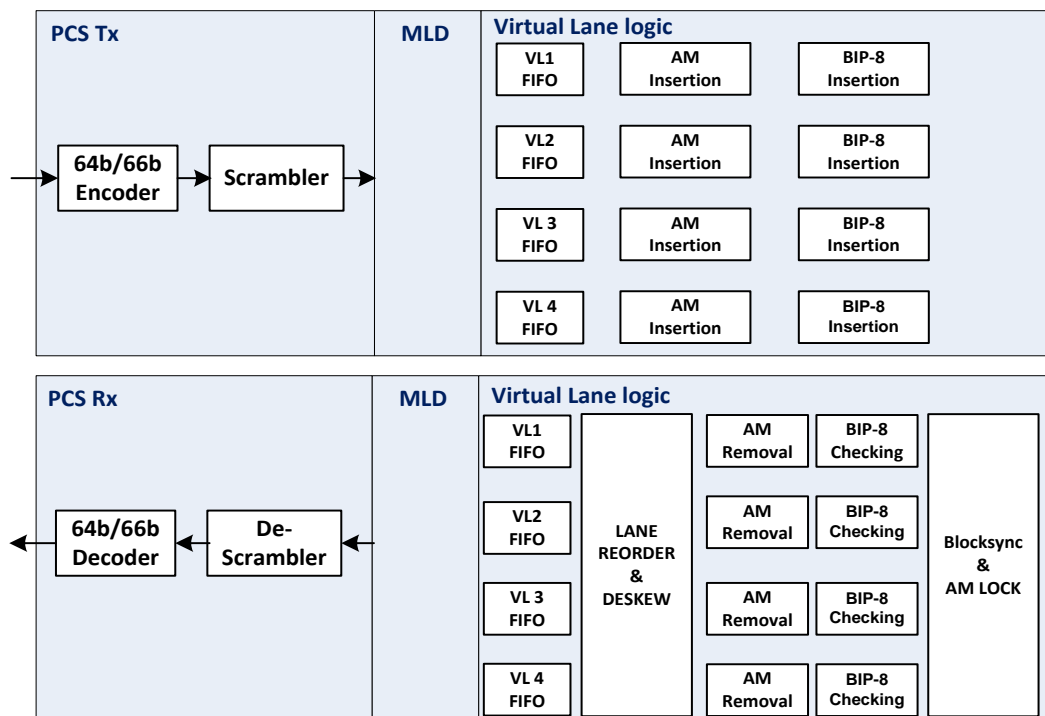 PCS Tx
MLD
Virtual Lane logic
VL1
FIFO
AM
Insertion
BIP-8
Insertion
VL2
FIFO
AM
Insertion
BIP-8
Insertion
64b/66b
Encoder
Scrambler
VL 3
FIFO
AM
Insertion
BIP-8
Insertion
VL 4
FIFO
AM
Insertion
BIP-8
Insertion
PCS Rx
MLD
Virtual Lane logic
VL1
FIFO
AM
Removal
BIP-8
Checking
VL2
FIFO
AM
Removal
BIP-8
Checking
64b/66b
Decoder
De-
Scrambler
LANE
REORDER
&
DESKEW
Blocksync
&
AM LOCK
VL 3
FIFO
AM
Removal
BIP-8
Checking
VL 4
FIFO
AM
Removal
BIP-8
Checking